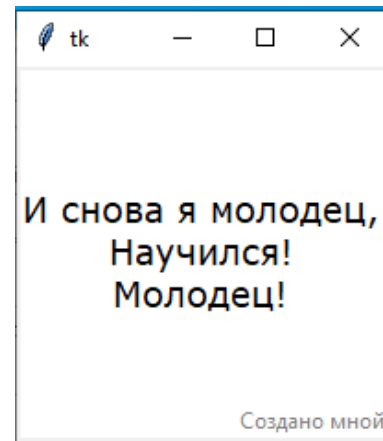 tk
И снова я молодец,
Научился!
Молодец!
Создано мной